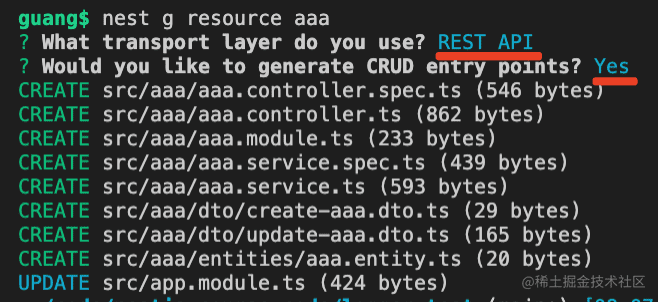 guang$ nest g resource aaa
? What transport layer do you use? REST API
? Would you like to generate CRUD entry points? Yes
CREATE src/aaa/aaa.controller.spec.ts (546 bytes)
CREATE src/aaa/aaa.controller.ts (862 bytes)
CREATE src/aaa/aaa.module.ts (233 bytes)
CREATE src/aaa/aaa.service.spec.ts (439 bytes)
CREATE src/aaa/aaa.service.ts (593 bytes)
CREATE src/aaa/dto/create-aaa.dto.ts (29 bytes)
CREATE src/aaa/dto/update-aaa.dto.ts (165 bytes)
CREATE src/aaa/entities/aaa.entity.ts (20 bytes)
UPDATE src/app.module.ts (424 bytes)
@稀土掘金技术社区